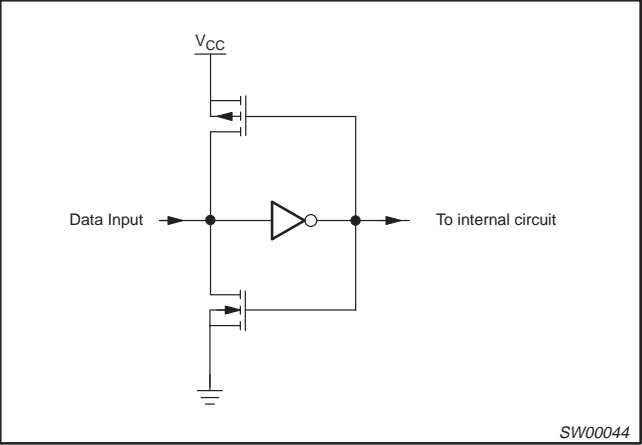 VCC
Data Input
To internal circuit
SW00044